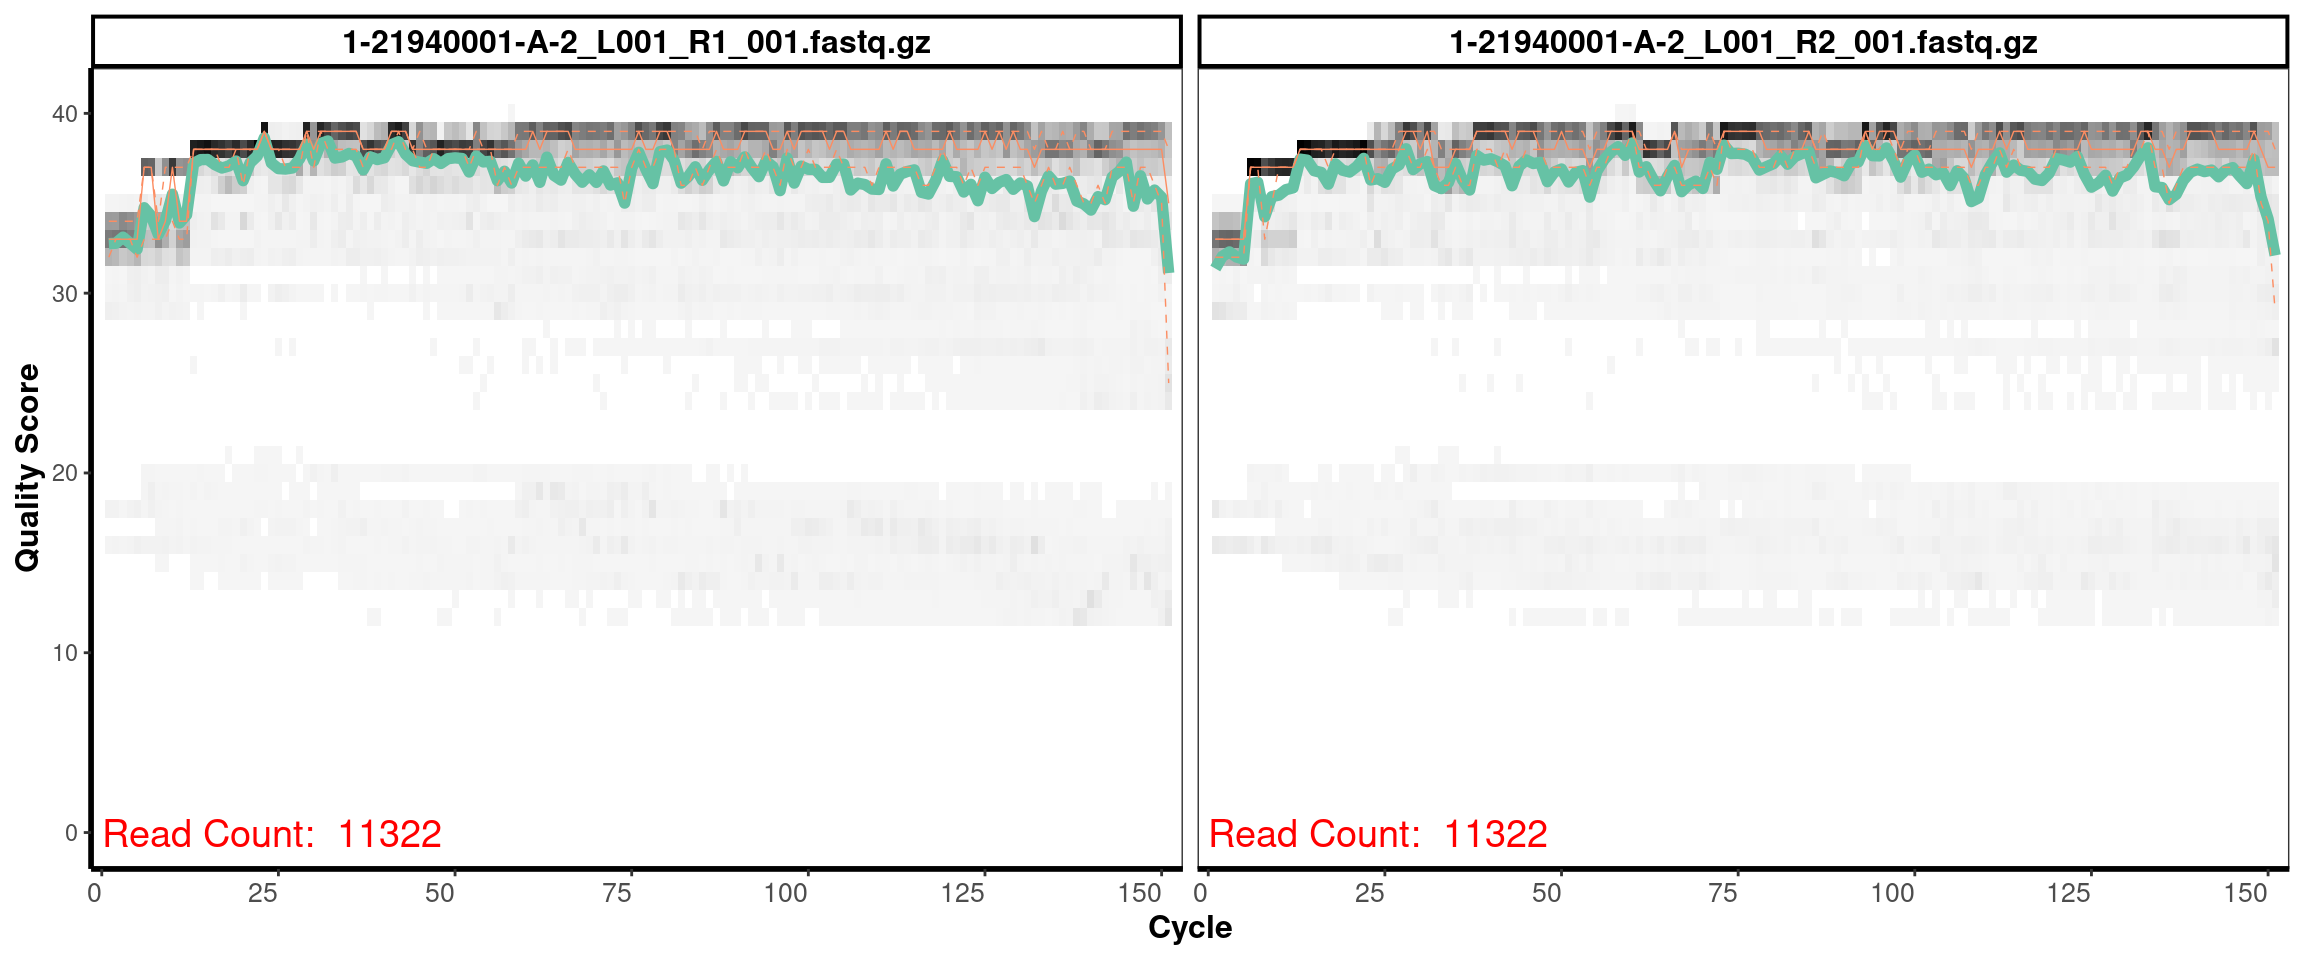 1-21940001-A-2_L001_R1_001.fastq.gz
1-21940001-A-2_L001_R2_001.fastq.gz
Quality Score
40
30
20
10
0
Read Count:  11322
Read Count:  11322
0 25 50 75 100 125 150
0 25 50 75 100 125 150
Cycle